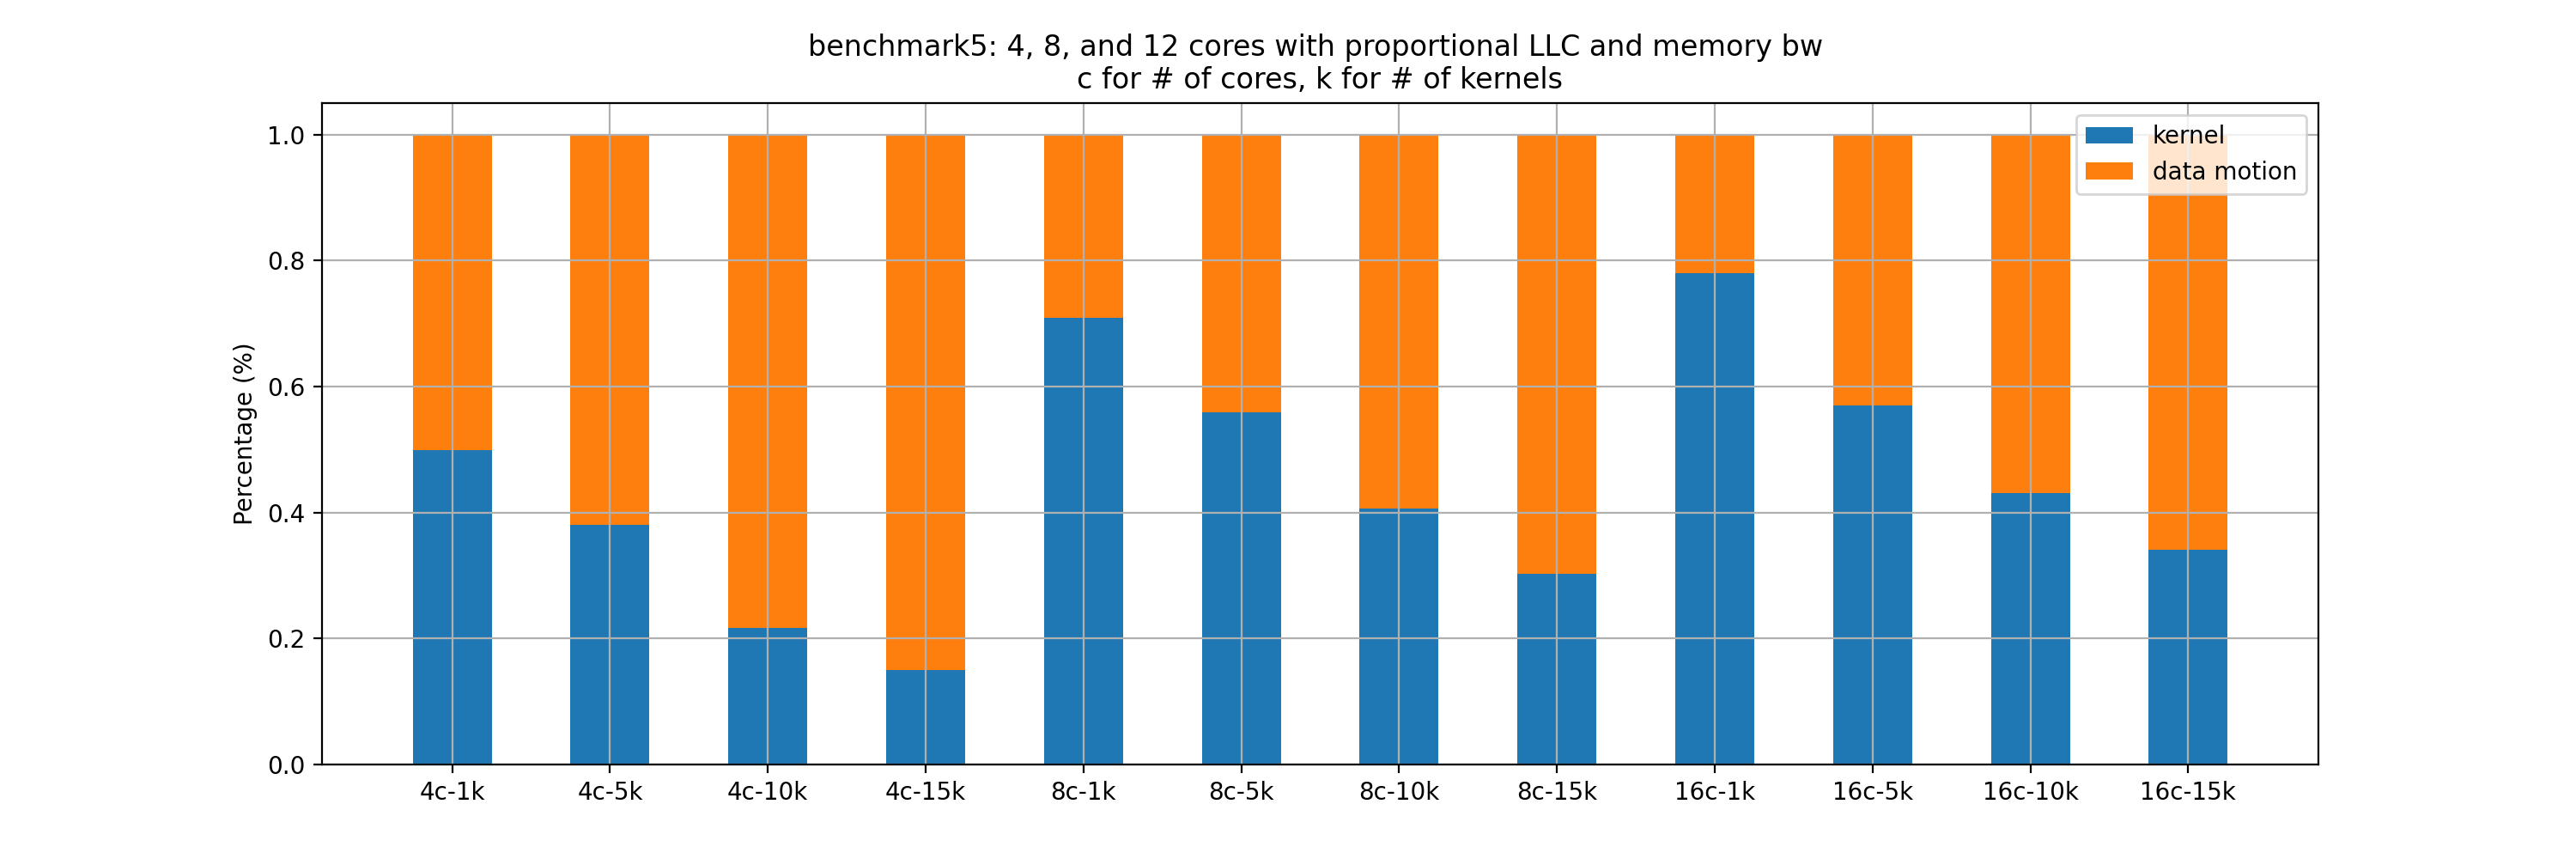 benchmark5: 4, 8, and 12 cores with proportional LLC and memory bw
c for # of cores, k for # of kernels
kernel
data motion
Percentage (%)
1.0
0.8
0.6
0.4
0.2
0.0
4c-1k 4c-5k 4c-10k 4c-15k 8c-1k 8c-5k 8c-10k 8c-15k 16c-1k 16c-5k 16c-10k 16c-15k